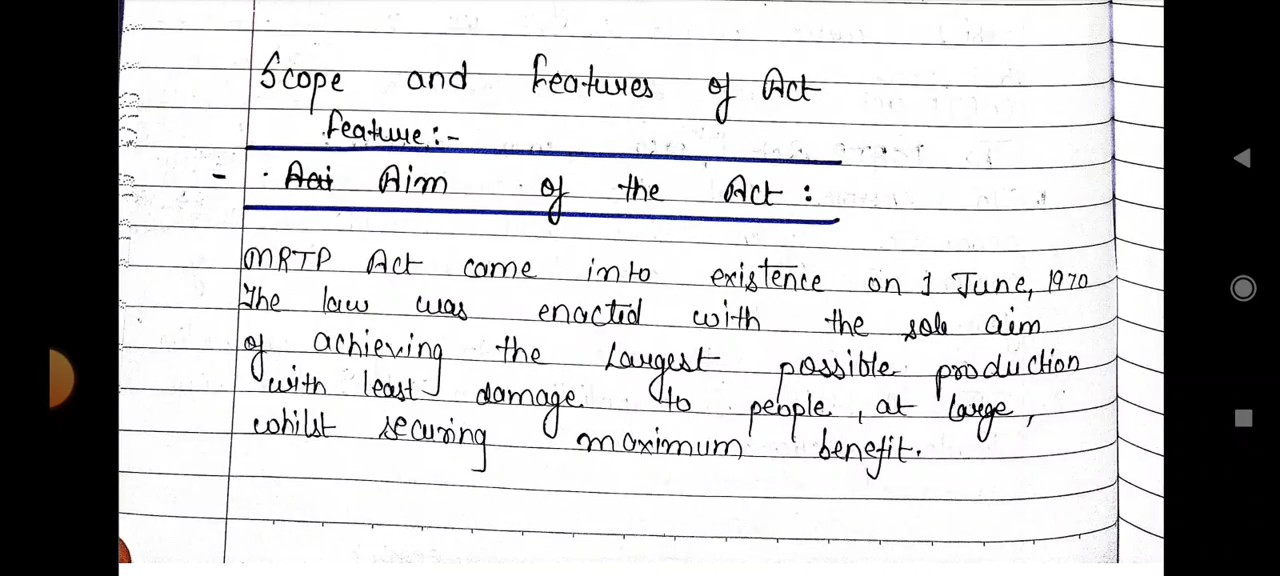 Scope and Features of Act
Feature:-
- · Aai Aim of the Act :
MRTP Act came into existence on 1 June, 1970
The law was enacted with the sole aim
of achieving the Largest possible production
with least damage to people, at large,
whilst securing maximum benefit.